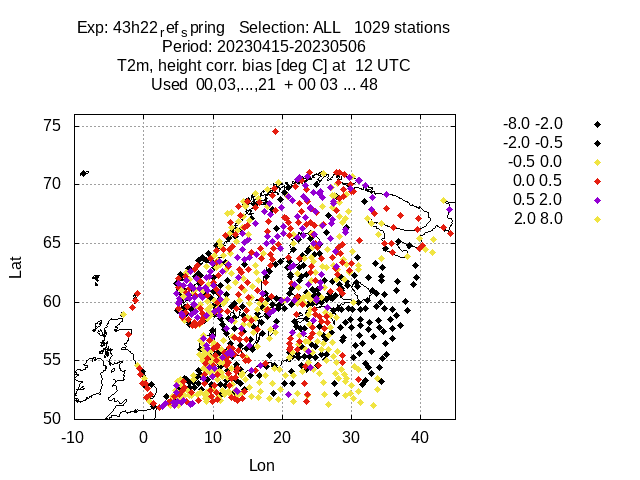 Exp: 43h22ref spring   Selection: ALL   1029 stations
Period: 20230415-20230506
T2m, height corr. bias [deg C] at  12 UTC
Used  00,03,...,21  + 00 03 ... 48
-8.0 -2.0
-2.0 -0.5
-0.5 0.0
0.0 0.5
0.5 2.0
2.0 8.0
75
70
65
60
55
50
Lat
-10 0 10 20 30 40
Lon